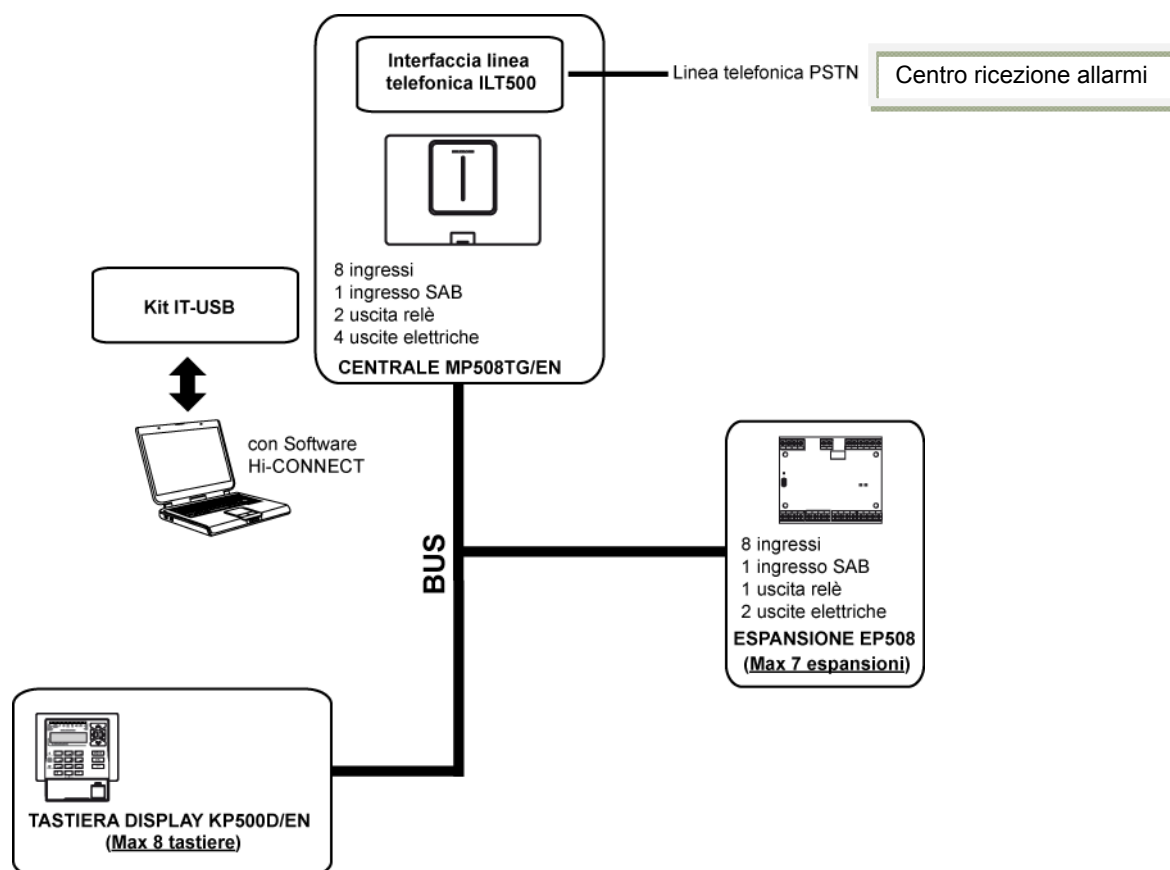 Interfaccia linea
telefonica ILT500
Linea telefonica PSTN
Centro ricezione allarmi
8 ingressi
1 ingresso SAB
2 uscita relè
4 uscite elettriche
CENTRALE MP508TG/EN
Kit IT-USB
con Software
Hi-CONNECT
BUS
8 ingressi
1 ingresso SAB
1 uscita relè
2 uscite elettriche
ESPANSIONE EP508
(Max 7 espansioni)
TASTIERA DISPLAY KP500D/EN
(Max 8 tastiere)